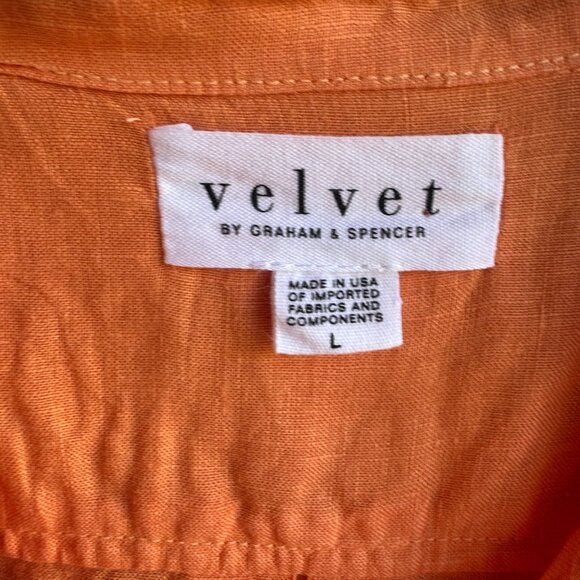 velvet
BY GRAHAM & SPENCER
MADE IN USA
OF IMPORTED
FABRICS AND
COMPONENTS
L